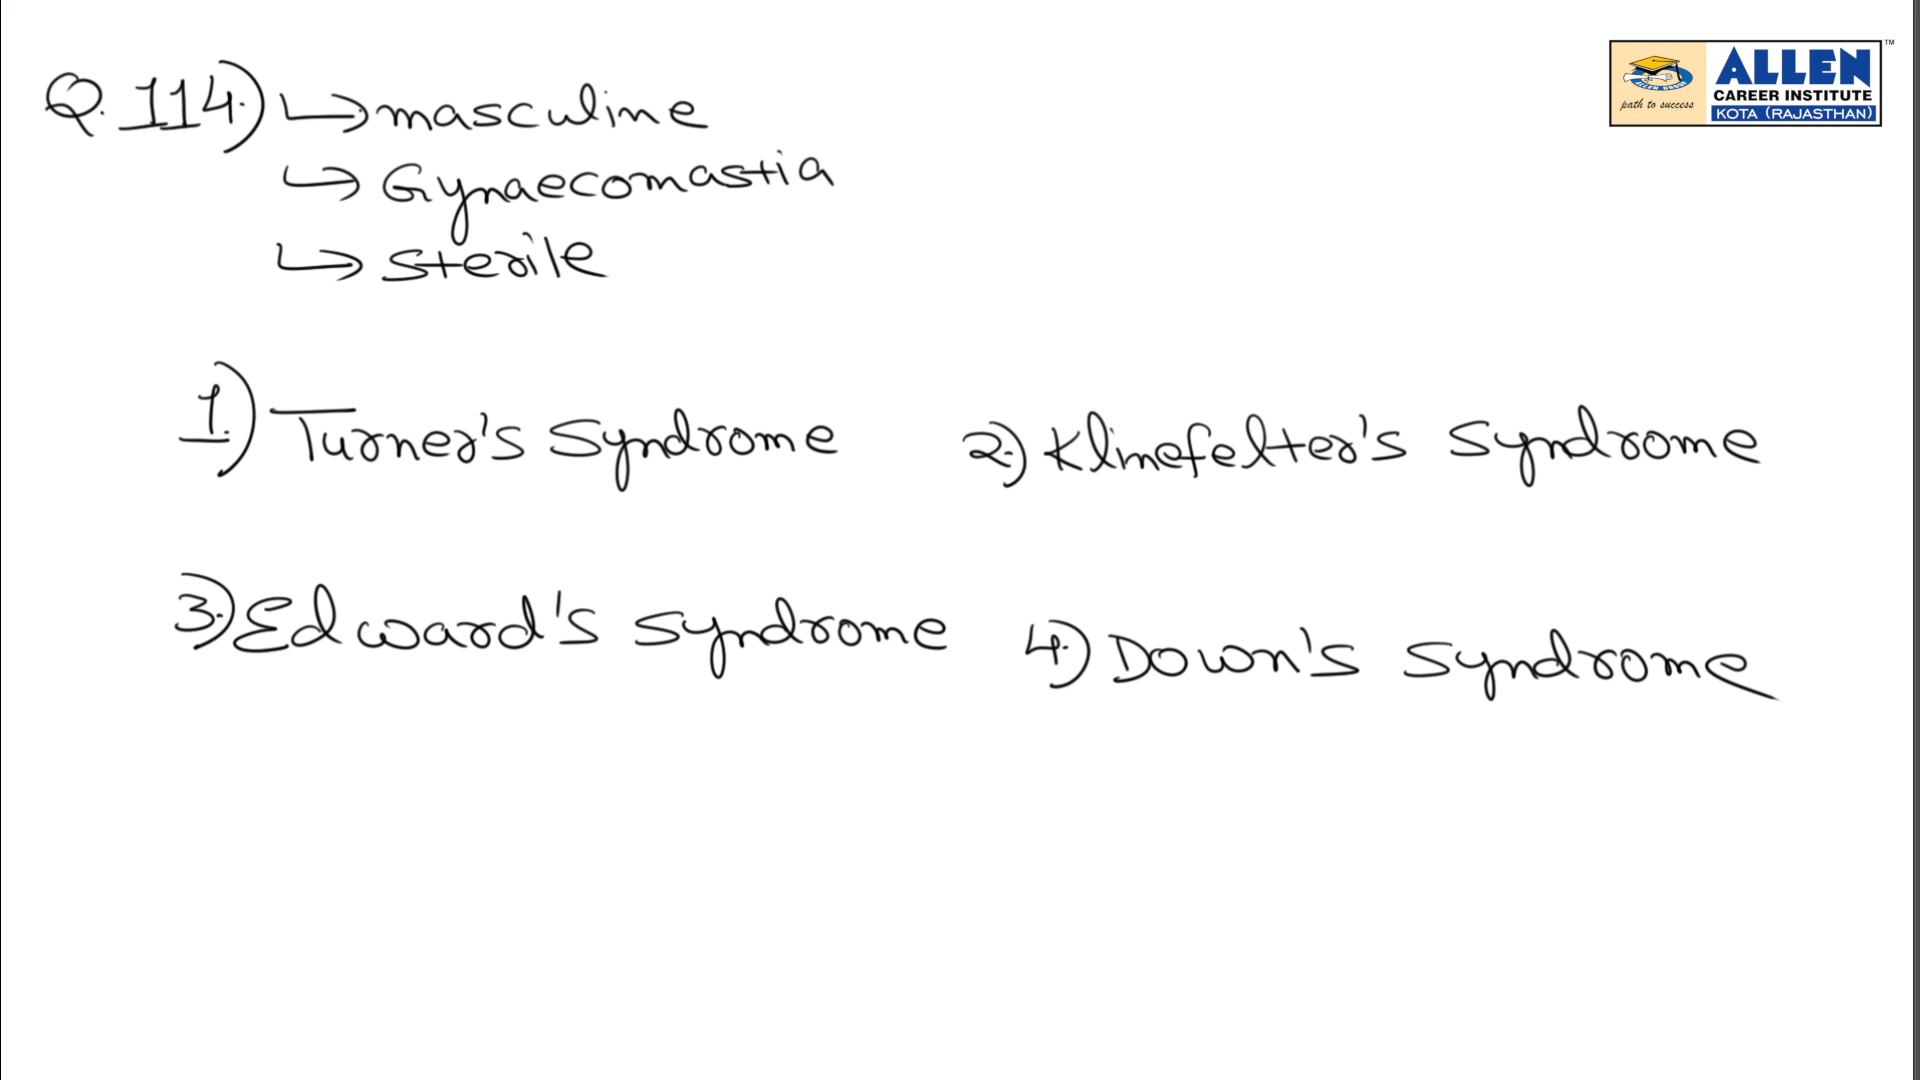 Q.114.) ↳ masculine
↳ Gynaecomastia
↳ sterile
1.) Turner's Syndrome 2.) Klinefelter's Syndrome
3.) Edward's syndrome 4.) Down's syndrome
ALLEN
CAREER INSTITUTE
KOTA (RAJASTHAN)
path to success
TM